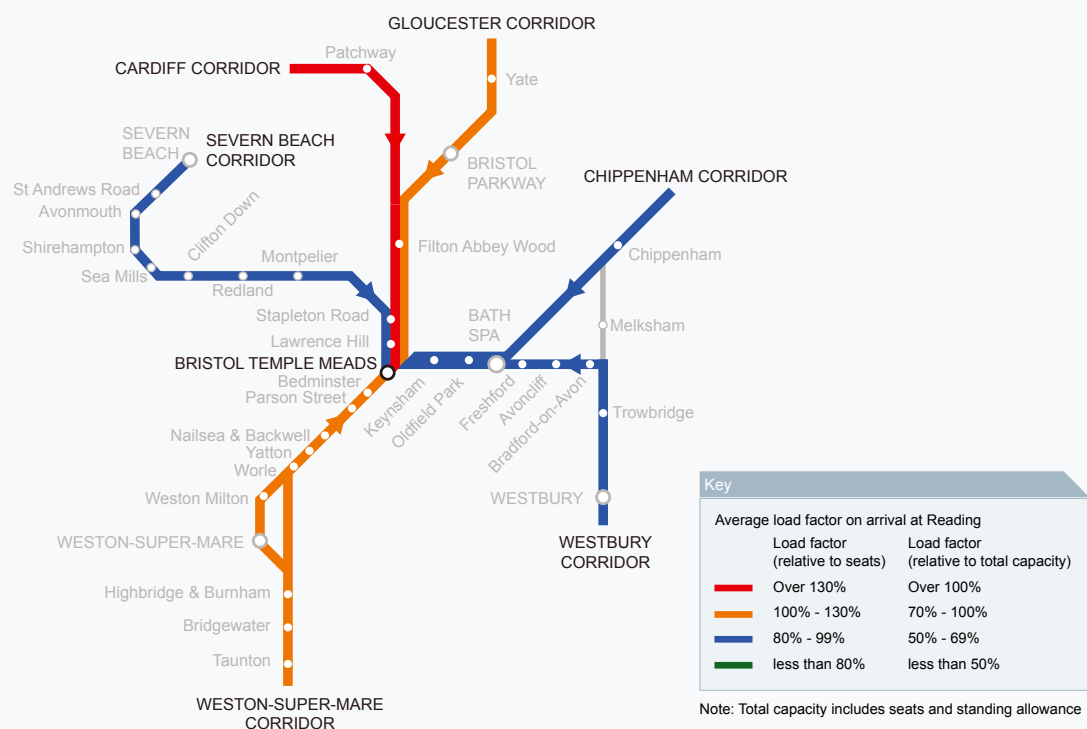 GLOUCESTER CORRIDOR
Patchway
CARDIFF CORRIDOR
Yate
SEVERN
BEACH
SEVERN BEACH
CORRIDOR
BRISTOL
PARKWAY
CHIPPENHAM CORRIDOR
St Andrews Road
Avonmouth
Clifton Down
Shirehampton
Montpelier
Filton Abbey Wood
Chippenham
Sea Mills
Redland
Stapleton Road
BATH
SPA
Melksham
Lawrence Hill
BRISTOL TEMPLE MEADS
Bedminster
Parson Street
Keynsham
Oldfield Park
Freshford
Avoncliff
Bradford-on-Avon
Trowbridge
Nailsea & Backwell
Yatton
Worle
Weston Milton
WESTBURY
WESTON-SUPER-MARE
WESTBURY
CORRIDOR
Highbridge & Burnham
Bridgewater
Taunton
WESTON-SUPER-MARE
CORRIDOR
Key
Average load factor on arrival at Reading
Load factor
(relative to seats)
Load factor
(relative to total capacity)
Over 130% Over 100%
100% - 130% 70% - 100%
80% - 99% 50% - 69%
less than 80% less than 50%
Note: Total capacity includes seats and standing allowance